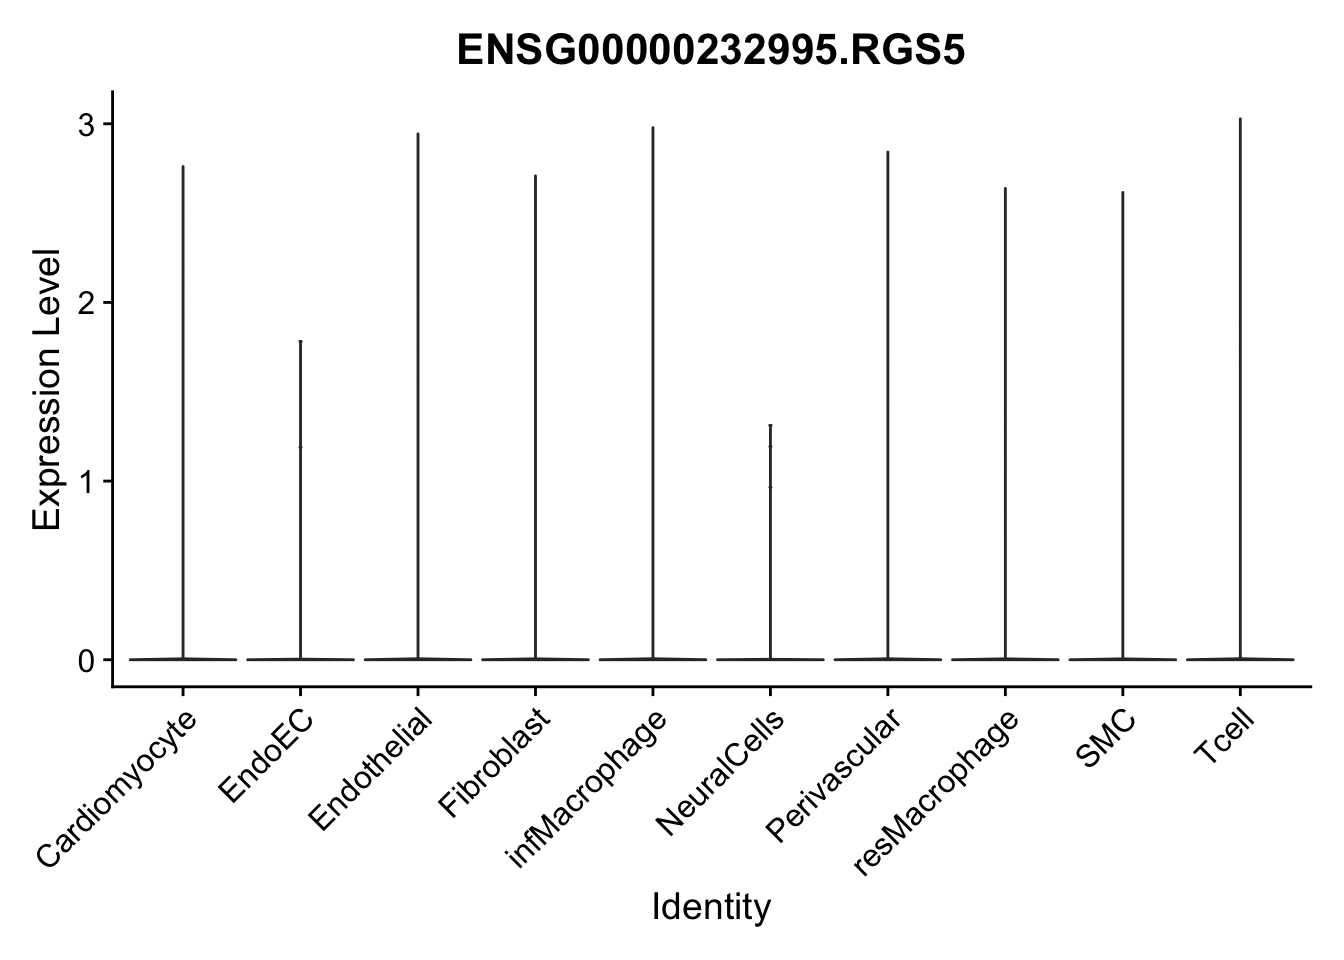 ENSG00000232995.RGS5
3
2
1
0
Expression Level
Cardiomyocyte
EndoEC
Endothelial
Fibroblast
infMacrophage
NeuralCells
Perivascular
resMacrophage
SMC
Tcell
Identity